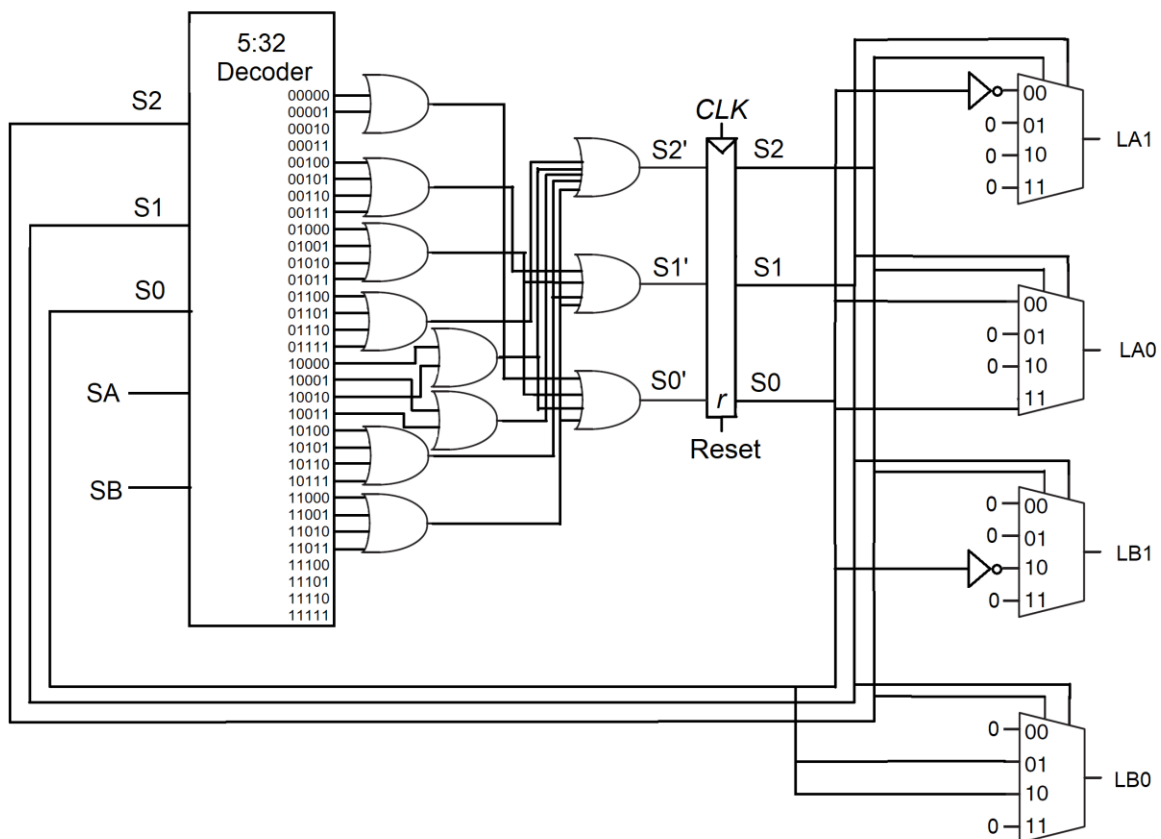 5:32
Decoder
S2
S1
S0
SA
SB
00000
00001
00010
00011
00100
00101
00110
00111
01000
01001
01010
01011
01100
01101
01110
01111
10000
10001
10010
10011
10100
10101
10110
10111
11000
11001
11010
11011
11100
11101
11110
11111
S2'
S1'
S0'
CLK
r
Reset
S2
S1
S0
00
0 01
0 10
0 11
LA1
00
0 01
0 10
11
LA0
0 00
0 01
10
0 11
LB1
0 00
01
10
0 11
LB0